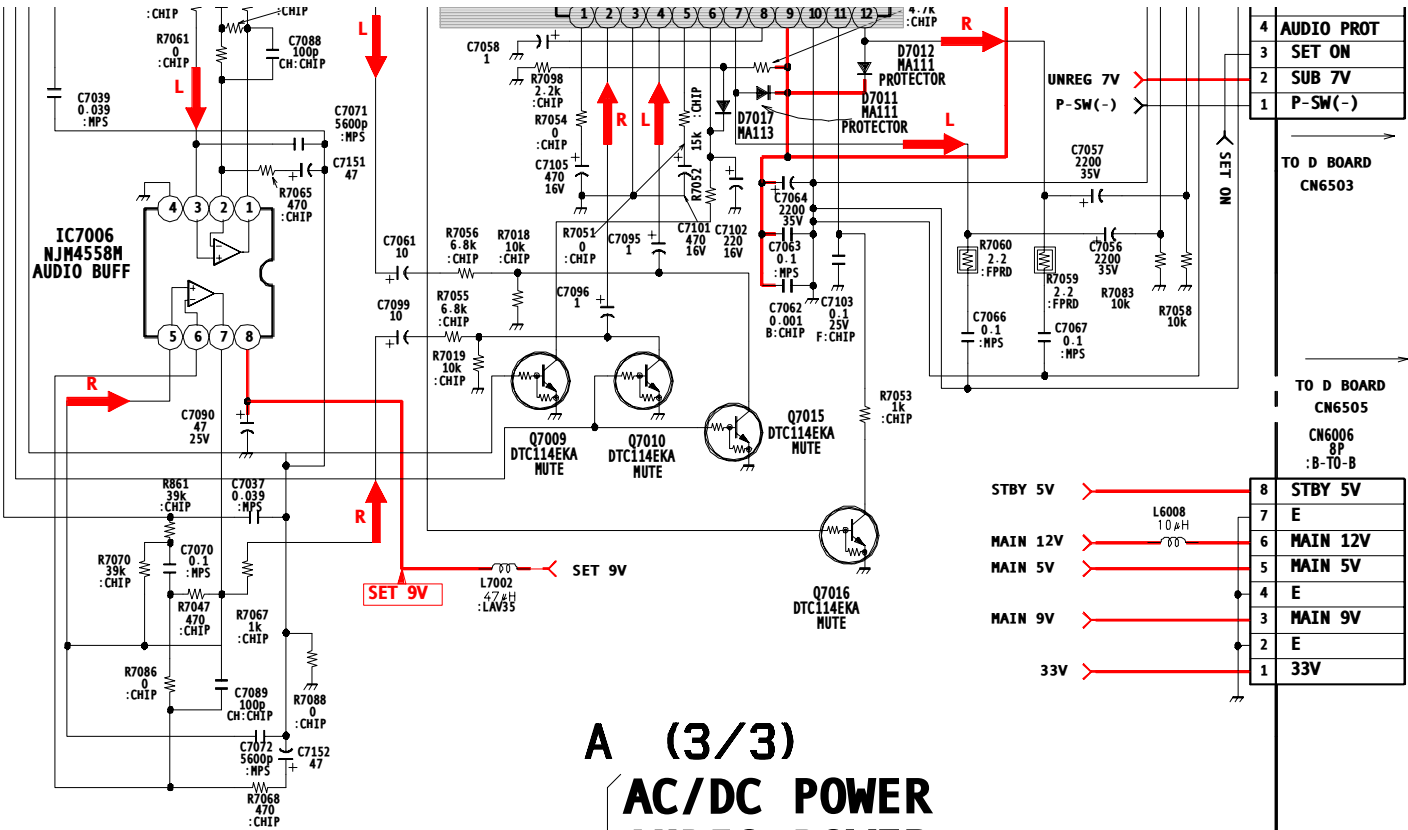 :CHIP
:CHIP
R7061
0
:CHIP
C7088
100p
CH:CHIP
L
L
C7039
0.039
:MPS
C7071
5600p
:MPS
C7151
47
R7065
470
:CHIP
4 3 2 1
IC7006
NJM4558M
AUDIO BUFF
5 6 7 8
R
C7090
47
25V
1 2 3 4 5 6 7 8 9 10 11 12
4.7k
:CHIP
C7058
1
R7098
2.2k
:CHIP
R7054
0
:CHIP
C7105
470
16V
R
L
:CHIP
15k
R7052
D7017
MA113
D7012
MA111
PROTECTOR
D7011
MA111
PROTECTOR
R
L
C7061
10
R7056
6.8k
:CHIP
R7018
10k
:CHIP
R7051
0
:CHIP
C7095
1
C7101
470
16V
C7102
220
16V
C7064
2200
35V
C7063
0.1
:MPS
C7062
0.001
B:CHIP
C7103
0.1
25V
F:CHIP
C7099
10
R7055
6.8k
:CHIP
C7096
1
R7019
10k
:CHIP
Q7009
DTC114EKA
MUTE
Q7010
DTC114EKA
MUTE
Q7015
DTC114EKA
MUTE
R7053
1k
:CHIP
Q7016
DTC114EKA
MUTE
UNREG 7V
P-SW(-)
C7057
2200
35V
R7060
2.2
:FPRD
R7059
2.2
:FPRD
C7056
2200
35V
R7083
10k
R7058
10k
C7066
0.1
:MPS
C7067
0.1
:MPS
SET ON
4 AUDIO PROT
3 SET ON
2 SUB 7V
1 P-SW(-)
TO D BOARD
CN6503
TO D BOARD
CN6505
CN6006
8P
:B-TO-B
STBY 5V
MAIN 12V
MAIN 5V
MAIN 9V
33V
L6008
10μH
8 STBY 5V
7 E
6 MAIN 12V
5 MAIN 5V
4 E
3 MAIN 9V
2 E
1 33V
R861
39k
:CHIP
C7037
0.039
:MPS
R
R7070
39k
:CHIP
C7070
0.1
:MPS
R7047
470
:CHIP
R7067
1k
:CHIP
SET 9V
L7002
47μH
:LAV35
SET 9V
R7086
0
:CHIP
C7089
100p
CH:CHIP
R7088
0
:CHIP
C7072
5600p
:MPS
C7152
47
R7068
470
:CHIP
A (3/3)
AC/DC POWER